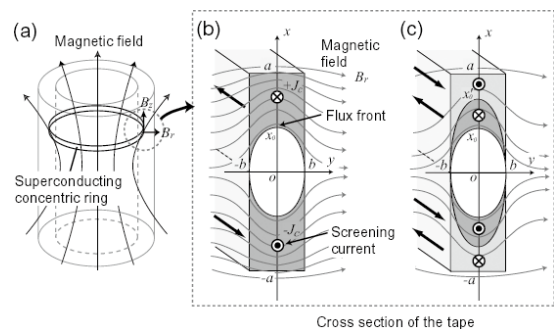 (a)
Magnetic field
B_z
B_r
Superconducting
concentric ring
(b)
x
a
+J_c
Magnetic
field
B_r
Flux front
x_0
-b
b
y
o
-J_c
Screening
current
-a
(c)
x
a
x_0'
x_0
-b
b
y
o
-a
Cross section of the tape